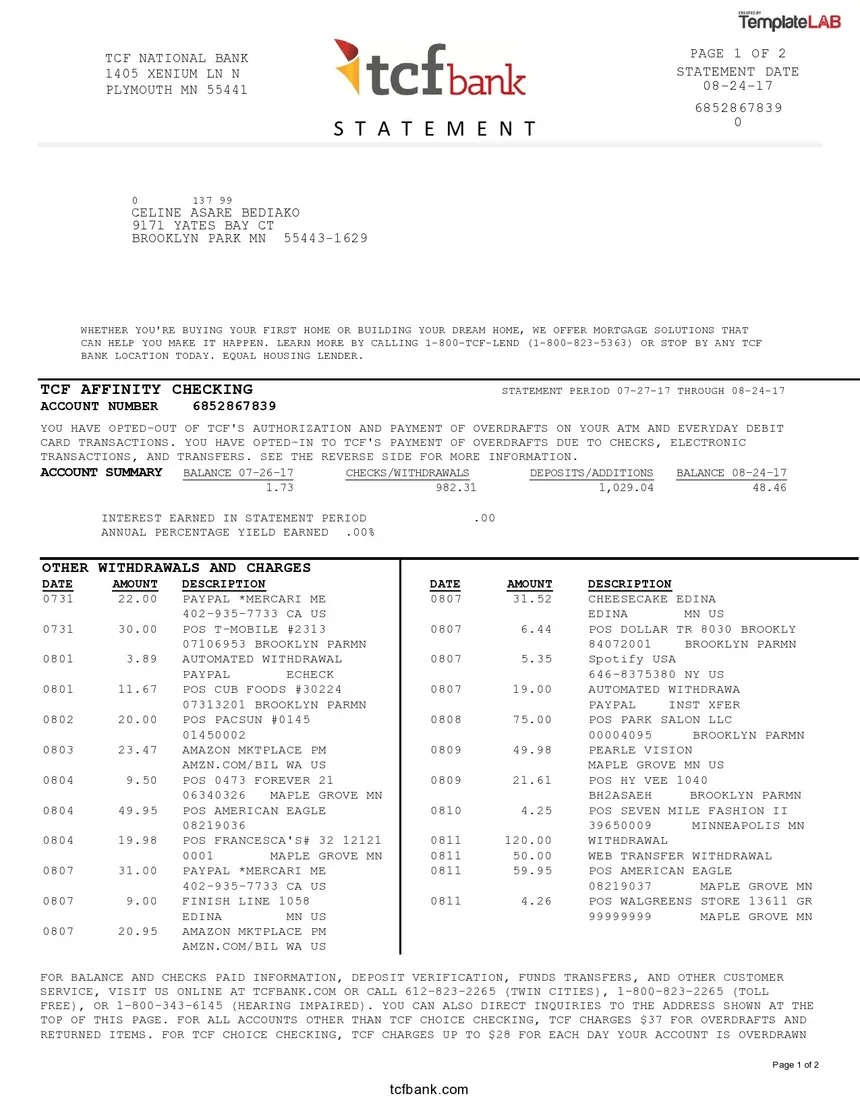 CREATED BY
TemplateLAB
TCF NATIONAL BANK
1405 XENIUM LN N
PLYMOUTH MN 55441
tcfbank
STATEMENT
PAGE 1 OF 2
STATEMENT DATE
08-24-17
6852867839
0
0 137 99
CELINE ASARE BEDIAKO
9171 YATES BAY CT
BROOKLYN PARK MN 55443-1629
WHETHER YOU'RE BUYING YOUR FIRST HOME OR BUILDING YOUR DREAM HOME, WE OFFER MORTGAGE SOLUTIONS THAT
CAN HELP YOU MAKE IT HAPPEN. LEARN MORE BY CALLING 1-800-TCF-LEND (1-800-823-5363) OR STOP BY ANY TCF
BANK LOCATION TODAY. EQUAL HOUSING LENDER.
TCF AFFINITY CHECKING STATEMENT PERIOD 07-27-17 THROUGH 08-24-17
ACCOUNT NUMBER 6852867839
YOU HAVE OPTED-OUT OF TCF'S AUTHORIZATION AND PAYMENT OF OVERDRAFTS ON YOUR ATM AND EVERYDAY DEBIT
CARD TRANSACTIONS. YOU HAVE OPTED-IN TO TCF'S PAYMENT OF OVERDRAFTS DUE TO CHECKS, ELECTRONIC
TRANSACTIONS, AND TRANSFERS. SEE THE REVERSE SIDE FOR MORE INFORMATION.
ACCOUNT SUMMARY BALANCE 07-26-17 CHECKS/WITHDRAWALS DEPOSITS/ADDITIONS BALANCE 08-24-17
1.73 982.31 1,029.04 48.46
INTEREST EARNED IN STATEMENT PERIOD .00
ANNUAL PERCENTAGE YIELD EARNED .00%
OTHER WITHDRAWALS AND CHARGES
DATE AMOUNT DESCRIPTION
0731 22.00 PAYPAL *MERCARI ME
402-935-7733 CA US
0731 30.00 POS T-MOBILE #2313
07106953 BROOKLYN PARMN
0801 3.89 AUTOMATED WITHDRAWAL
PAYPAL ECHECK
0801 11.67 POS CUB FOODS #30224
07313201 BROOKLYN PARMN
0802 20.00 POS PACSUN #0145
01450002
0803 23.47 AMAZON MKTPLACE PM
AMZN.COM/BIL WA US
0804 9.50 POS 0473 FOREVER 21
06340326 MAPLE GROVE MN
0804 49.95 POS AMERICAN EAGLE
08219036
0804 19.98 POS FRANCESCA'S# 32 12121
0001 MAPLE GROVE MN
0807 31.00 PAYPAL *MERCARI ME
402-935-7733 CA US
0807 9.00 FINISH LINE 1058
EDINA MN US
0807 20.95 AMAZON MKTPLACE PM
AMZN.COM/BIL WA US
DATE AMOUNT DESCRIPTION
0807 31.52 CHEESECAKE EDINA
EDINA MN US
0807 6.44 POS DOLLAR TR 8030 BROOKLY
84072001 BROOKLYN PARMN
0807 5.35 Spotify USA
646-8375380 NY US
0807 19.00 AUTOMATED WITHDRAWA
PAYPAL INST XFER
0808 75.00 POS PARK SALON LLC
00004095 BROOKLYN PARMN
0809 49.98 PEARLE VISION
MAPLE GROVE MN US
0809 21.61 POS HY VEE 1040
BH2ASAEH BROOKLYN PARMN
0810 4.25 POS SEVEN MILE FASHION II
39650009 MINNEAPOLIS MN
0811 120.00 WITHDRAWAL
0811 50.00 WEB TRANSFER WITHDRAWAL
0811 59.95 POS AMERICAN EAGLE
08219037 MAPLE GROVE MN
0811 4.26 POS WALGREENS STORE 13611 GR
99999999 MAPLE GROVE MN
FOR BALANCE AND CHECKS PAID INFORMATION, DEPOSIT VERIFICATION, FUNDS TRANSFERS, AND OTHER CUSTOMER
SERVICE, VISIT US ONLINE AT TCFBANK.COM OR CALL 612-823-2265 (TWIN CITIES), 1-800-823-2265 (TOLL
FREE), OR 1-800-343-6145 (HEARING IMPAIRED). YOU CAN ALSO DIRECT INQUIRIES TO THE ADDRESS SHOWN AT THE
TOP OF THIS PAGE. FOR ALL ACCOUNTS OTHER THAN TCF CHOICE CHECKING, TCF CHARGES $37 FOR OVERDRAFTS AND
RETURNED ITEMS. FOR TCF CHOICE CHECKING, TCF CHARGES UP TO $28 FOR EACH DAY YOUR ACCOUNT IS OVERDRAWN
Page 1 of 2
tcfbank.com